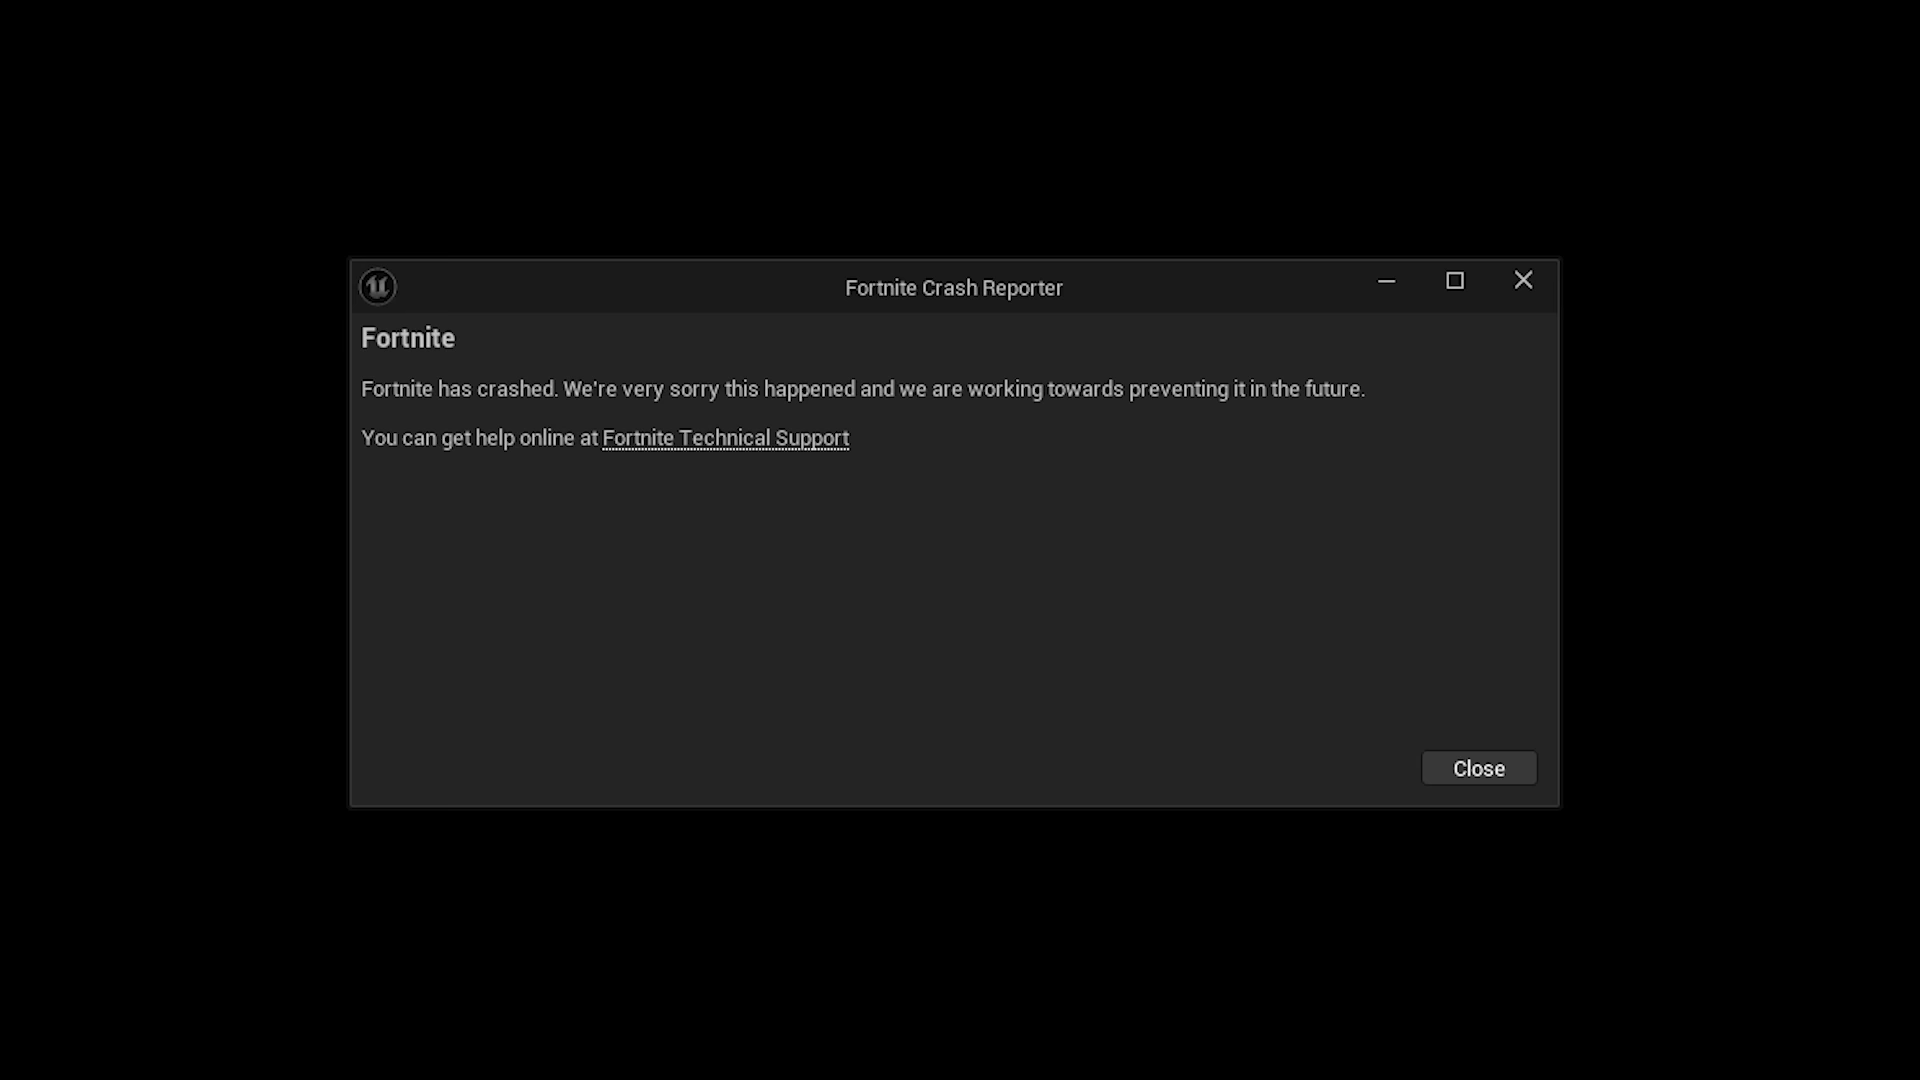 Fortnite Crash Reporter
Fortnite
Fortnite has crashed. We're very sorry this happened and we are working towards preventing it in the future.
You can get help online at Fortnite Technical Support
Close